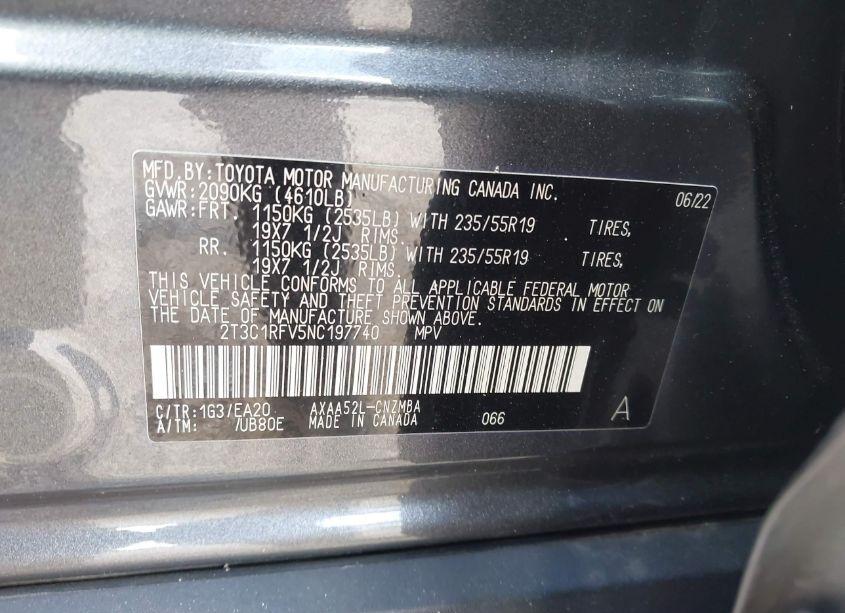 MFD.BY:TOYOTA MOTOR MANUFACTURING CANADA INC.
GVWR:2090KG (4610LB) 06/22
GAWR:FRT. 1150KG (2535LB) WITH 235/55R19 TIRES,
19X7 1/2J RIMS.
RR. 1150KG (2535LB) WITH 235/55R19 TIRES,
19X7 1/2J RIMS.
THIS VEHICLE CONFORMS TO ALL APPLICABLE FEDERAL MOTOR
VEHICLE SAFETY AND THEFT PREVENTION STANDARDS IN EFFECT ON
THE DATE OF MANUFACTURE SHOWN ABOVE.
2T3C1RFV5NC197740 MPV
C/TR:1G3/EA20 AXAA52L-CNZMBA
A/TM: /UB80E MADE IN CANADA 066 A